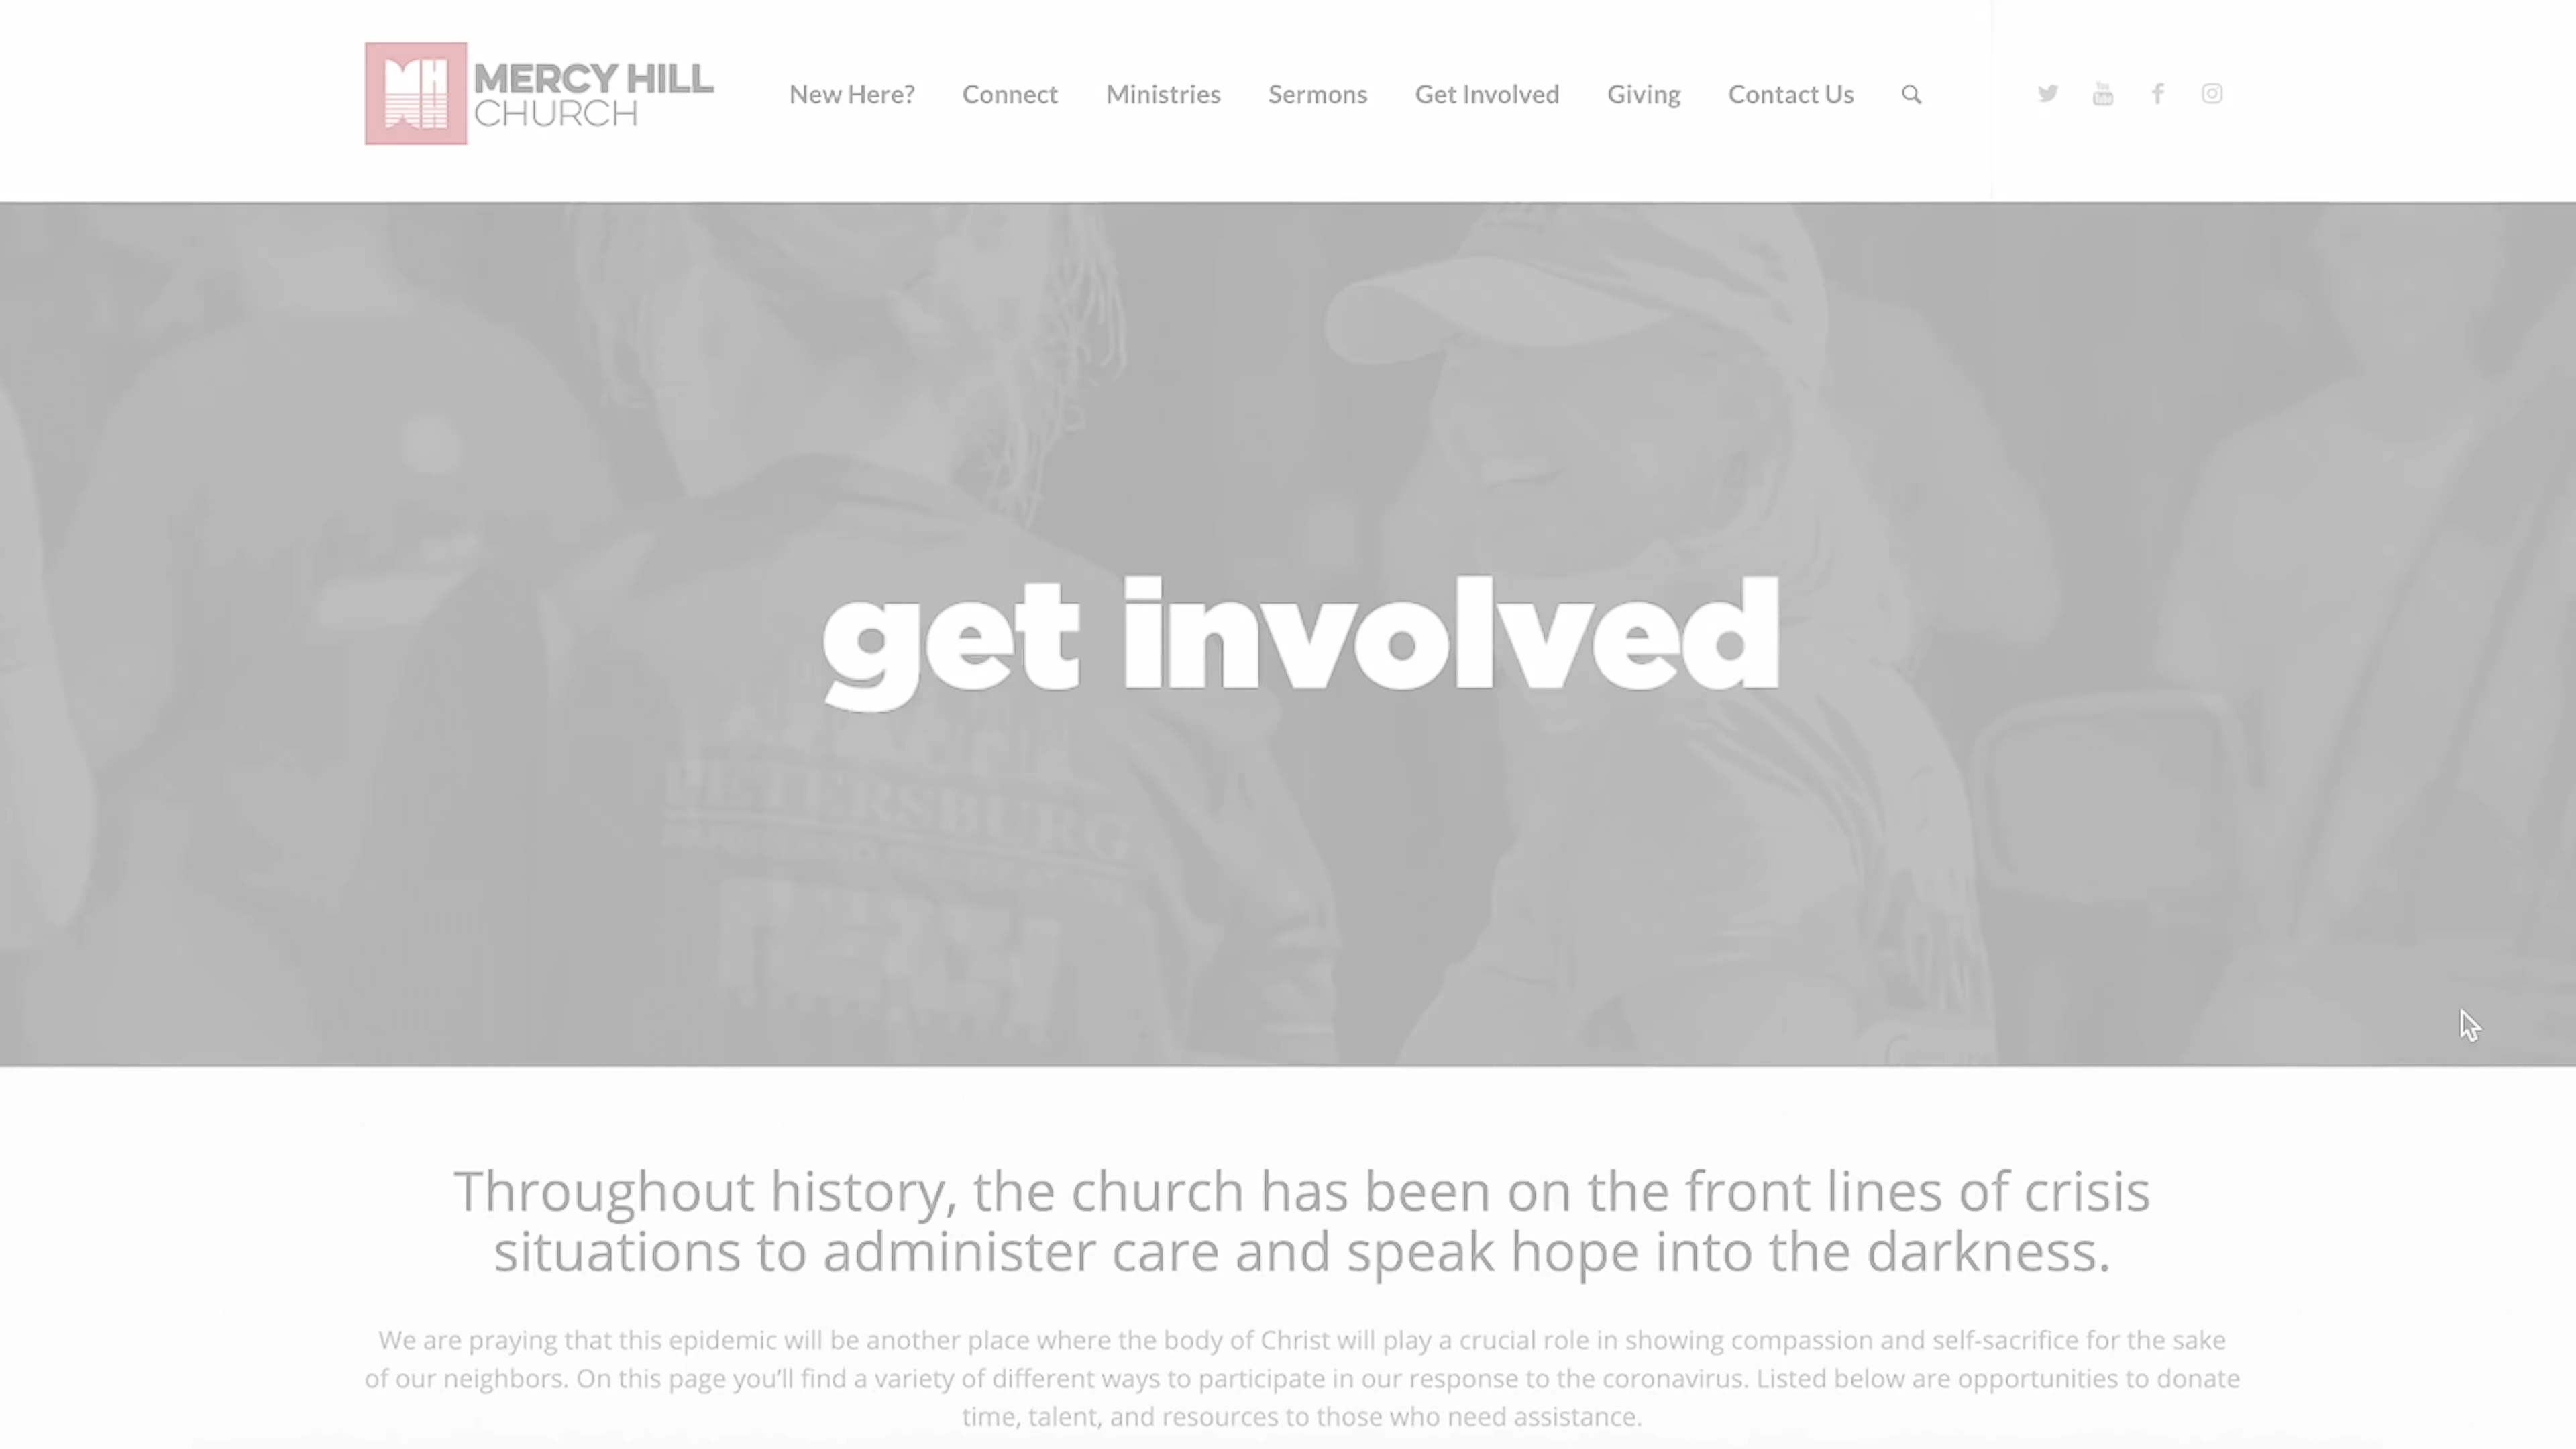 MERCY HILL
CHURCH
New Here? Connect Ministries Sermons Get Involved Giving Contact Us
get involved
PETERSBURG
Throughout history, the church has been on the front lines of crisis
situations to administer care and speak hope into the darkness.
We are praying that this epidemic will be another place where the body of Christ will play a crucial role in showing compassion and self-sacrifice for the sake
of our neighbors. On this page you'll find a variety of different ways to participate in our response to the coronavirus. Listed below are opportunities to donate
time, talent, and resources to those who need assistance.